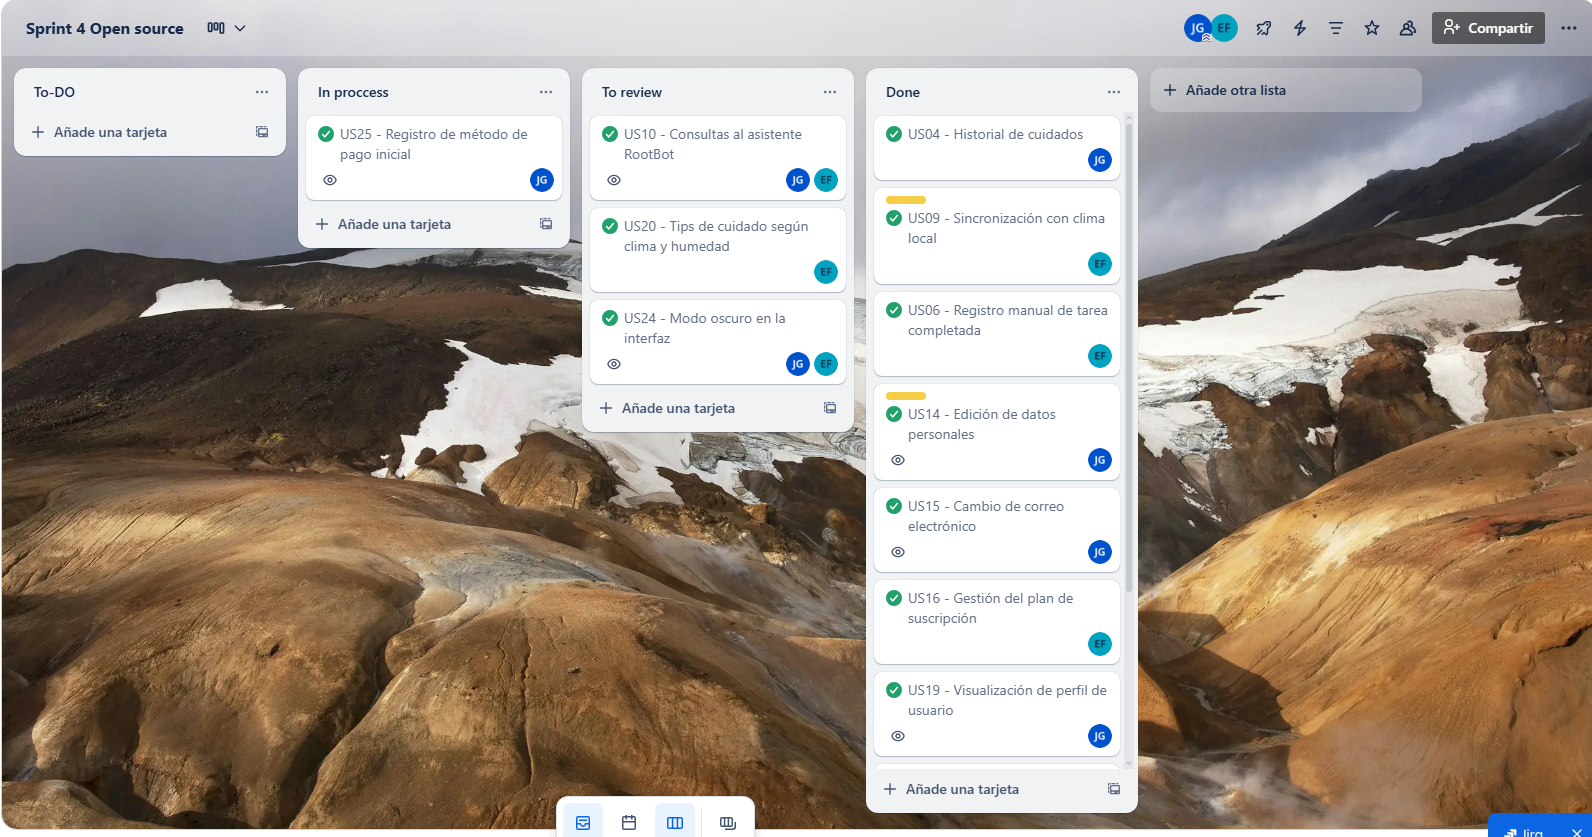 Sprint 4 Open source
JG
EF
Compartir
To-DO
Añade una tarjeta
In proccess
US25 - Registro de método de
pago inicial
JG
Añade una tarjeta
To review
US10 - Consultas al asistente
RootBot
JG
EF
US20 - Tips de cuidado según
clima y humedad
EF
US24 - Modo oscuro en la
interfaz
JG
EF
Añade una tarjeta
Done
US04 - Historial de cuidados
JG
US09 - Sincronización con clima
local
EF
US06 - Registro manual de tarea
completada
EF
US14 - Edición de datos
personales
JG
US15 - Cambio de correo
electrónico
JG
US16 - Gestión del plan de
suscripción
EF
US19 - Visualización de perfil de
usuario
JG
Añade una tarjeta
Añade otra lista
Jira